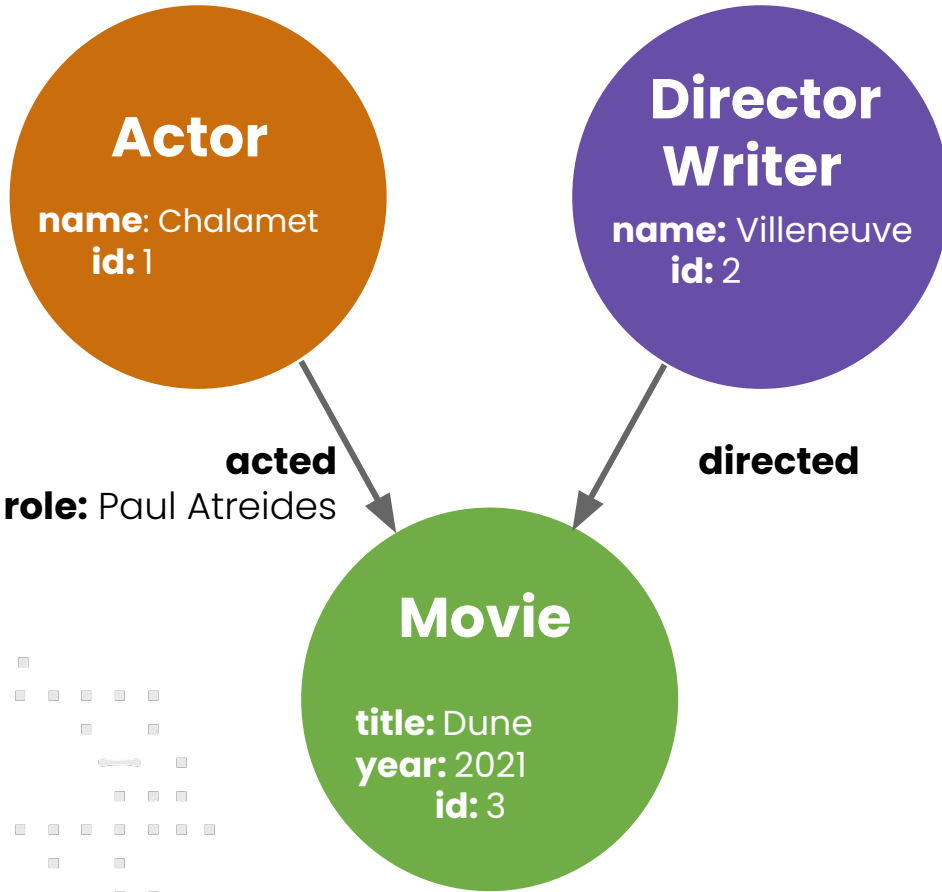 Actor
name: Chalamet
id: 1
Director
Writer
name: Villeneuve
id: 2
acted
role: Paul Atreides
directed
Movie
title: Dune
year: 2021
id: 3